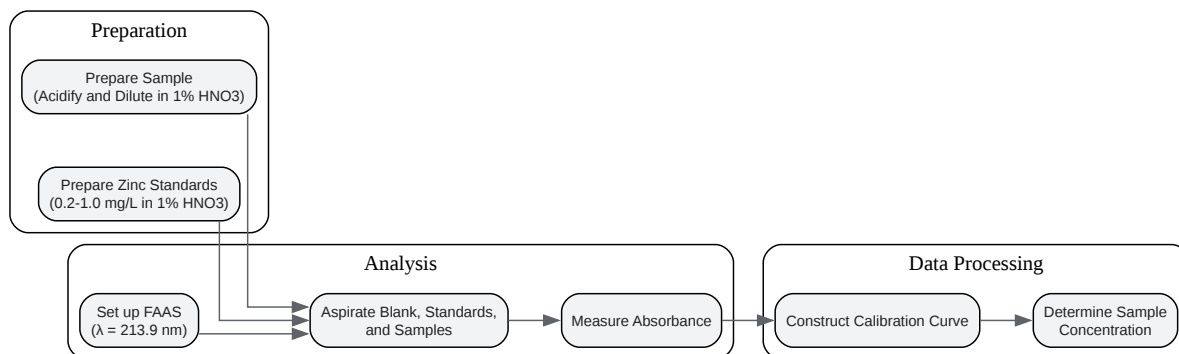 Preparation
Prepare Sample
(Acidify and Dilute in 1% HNO3)
Prepare Zinc Standards
(0.2-1.0 mg/L in 1% HNO3)
Analysis
Set up FAAS
(λ = 213.9 nm)
Aspirate Blank, Standards,
and Samples
Measure Absorbance
Data Processing
Construct Calibration Curve
Determine Sample
Concentration